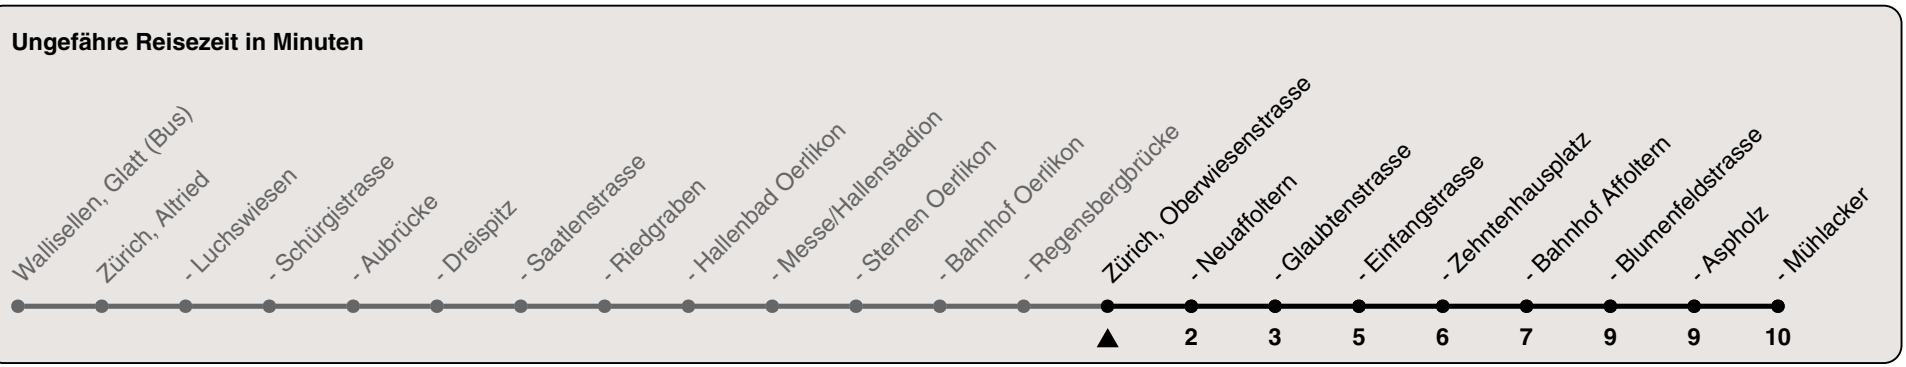 Ungefähre Reisezeit in Minuten
Wallisellen, Glatt (Bus)
Zürich, Altried
- Luchswiesen
- Schürgistrasse
- Aubrücke
- Dreispitz
- Saatlenstrasse
- Riedgraben
- Hallenbad Oerlikon
- Messe/Hallenstadion
- Sternen Oerlikon
- Bahnhof Oerlikon
- Regensbergbrücke
Zürich, Oberwiesenstrasse
- Neuaffoltern
- Glaubtenstrasse
- Einfangstrasse
- Zehntenhausplatz
- Bahnhof Affoltern
- Blumenfeldstrasse
- Aspholz
- Mühlacker
2 3 5 6 7 9 9 10